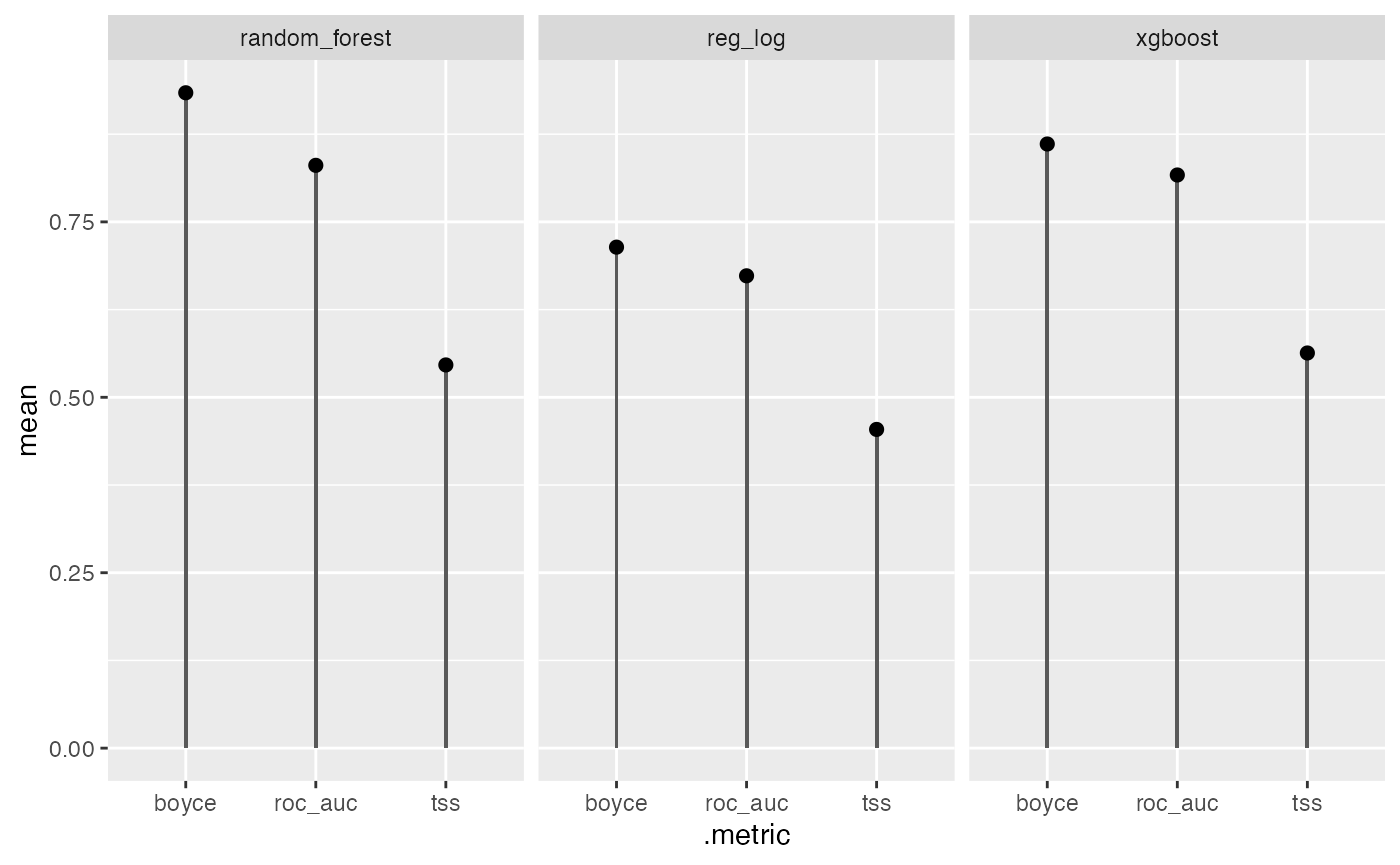 random_forest reg_log xgboost
mean
0.75
0.50
0.25
0.00
boyce roc_auc tss boyce roc_auc tss boyce roc_auc tss
.metric